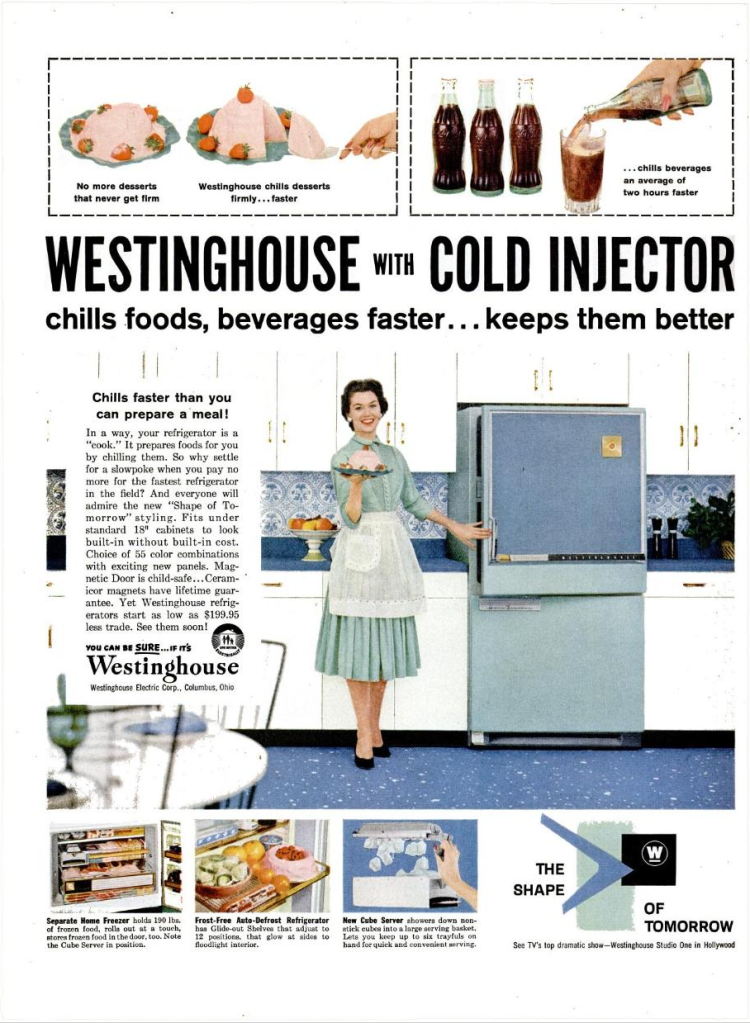 No more desserts
that never get firm
Westinghouse chills desserts
firmly...faster
...chills beverages
an average of
two hours faster
WESTINGHOUSE WITH COLD INJECTOR
chills foods, beverages faster...keeps them better
Chills faster than you
can prepare a meal!
In a way, your refrigerator is a
"cook." It prepares foods for you
by chilling them. So why settle
for a slowpoke when you pay no
more for the fastest refrigerator
in the field? And everyone will
admire the new "Shape of To-
morrow" styling. Fits under
standard 18" cabinets to look
built-in without built-in cost.
Choice of 55 color combinations
with exciting new panels. Mag-
netic Door is child-safe...Ceram-
icor magnets have lifetime guar-
antee. Yet Westinghouse refrig-
erators start as low as $199.95
less trade. See them soon!
YOU CAN BE SURE...IF IT'S
Westinghouse
Westinghouse Electric Corp., Columbus, Ohio
WESTINGHOUSE
Separate Home Freezer holds 190 lbs.
of frozen food, rolls out at a touch,
stores frozen food in the door, too. Note
the Cube Server in position.
Frost-Free Auto-Defrost Refrigerator
has Glide-out Shelves that adjust to
12 positions, that glow at sides to
floodlight interior.
New Cube Server showers down non-
stick cubes into a large serving basket.
Lets you keep up to six trayfuls on
hand for quick and convenient serving.
THE
SHAPE
W
OF
TOMORROW
See TV's top dramatic show—Westinghouse Studio One in Hollywood